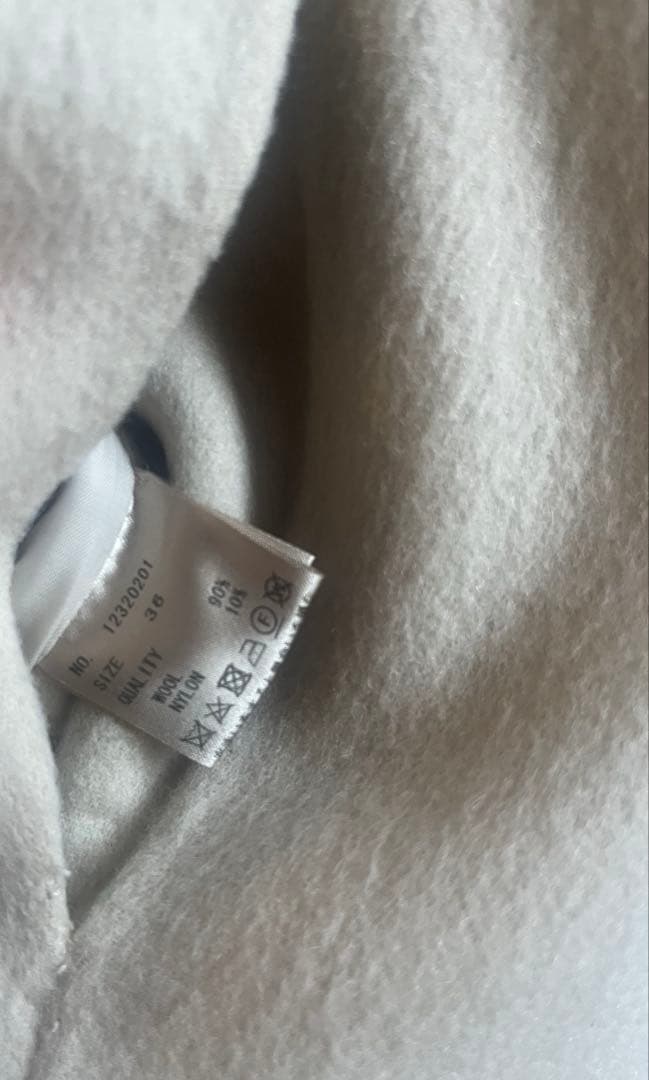 NO. 12320201
SIZE 36
QUALITY
WOOL 90%
NYLON 10%
F